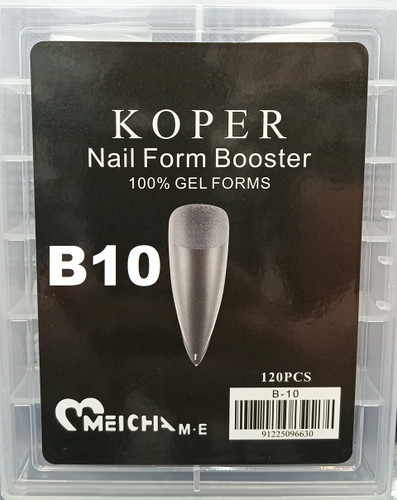 KOPER
Nail Form Booster
100% GEL FORMS
B10
120PCS
B-10
91225096630
MEICHA M·E